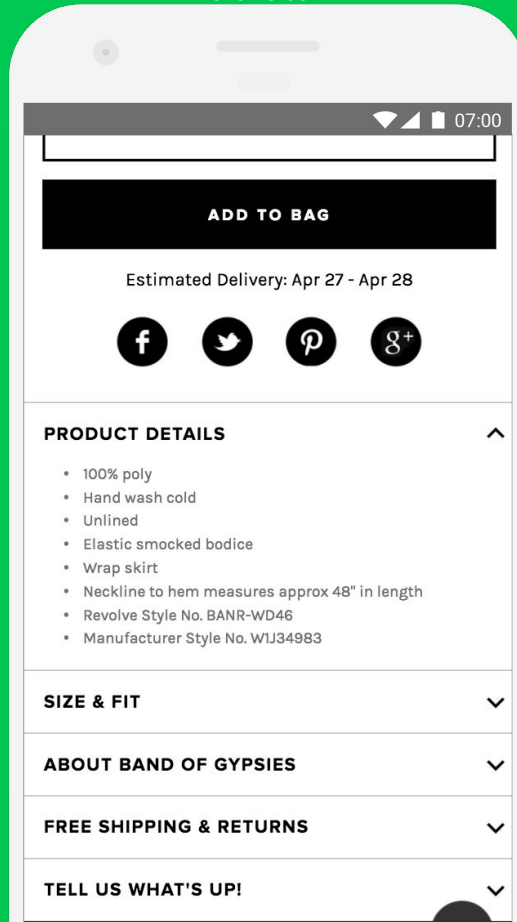 07:00
ADD TO BAG
Estimated Delivery: Apr 27 - Apr 28
f
g+
PRODUCT DETAILS
• 100% poly
• Hand wash cold
• Unlined
• Elastic smocked bodice
• Wrap skirt
• Neckline to hem measures approx 48" in length
• Revolve Style No. BANR-WD46
• Manufacturer Style No. W1J34983
SIZE & FIT
ABOUT BAND OF GYPSIES
FREE SHIPPING & RETURNS
TELL US WHAT'S UP!